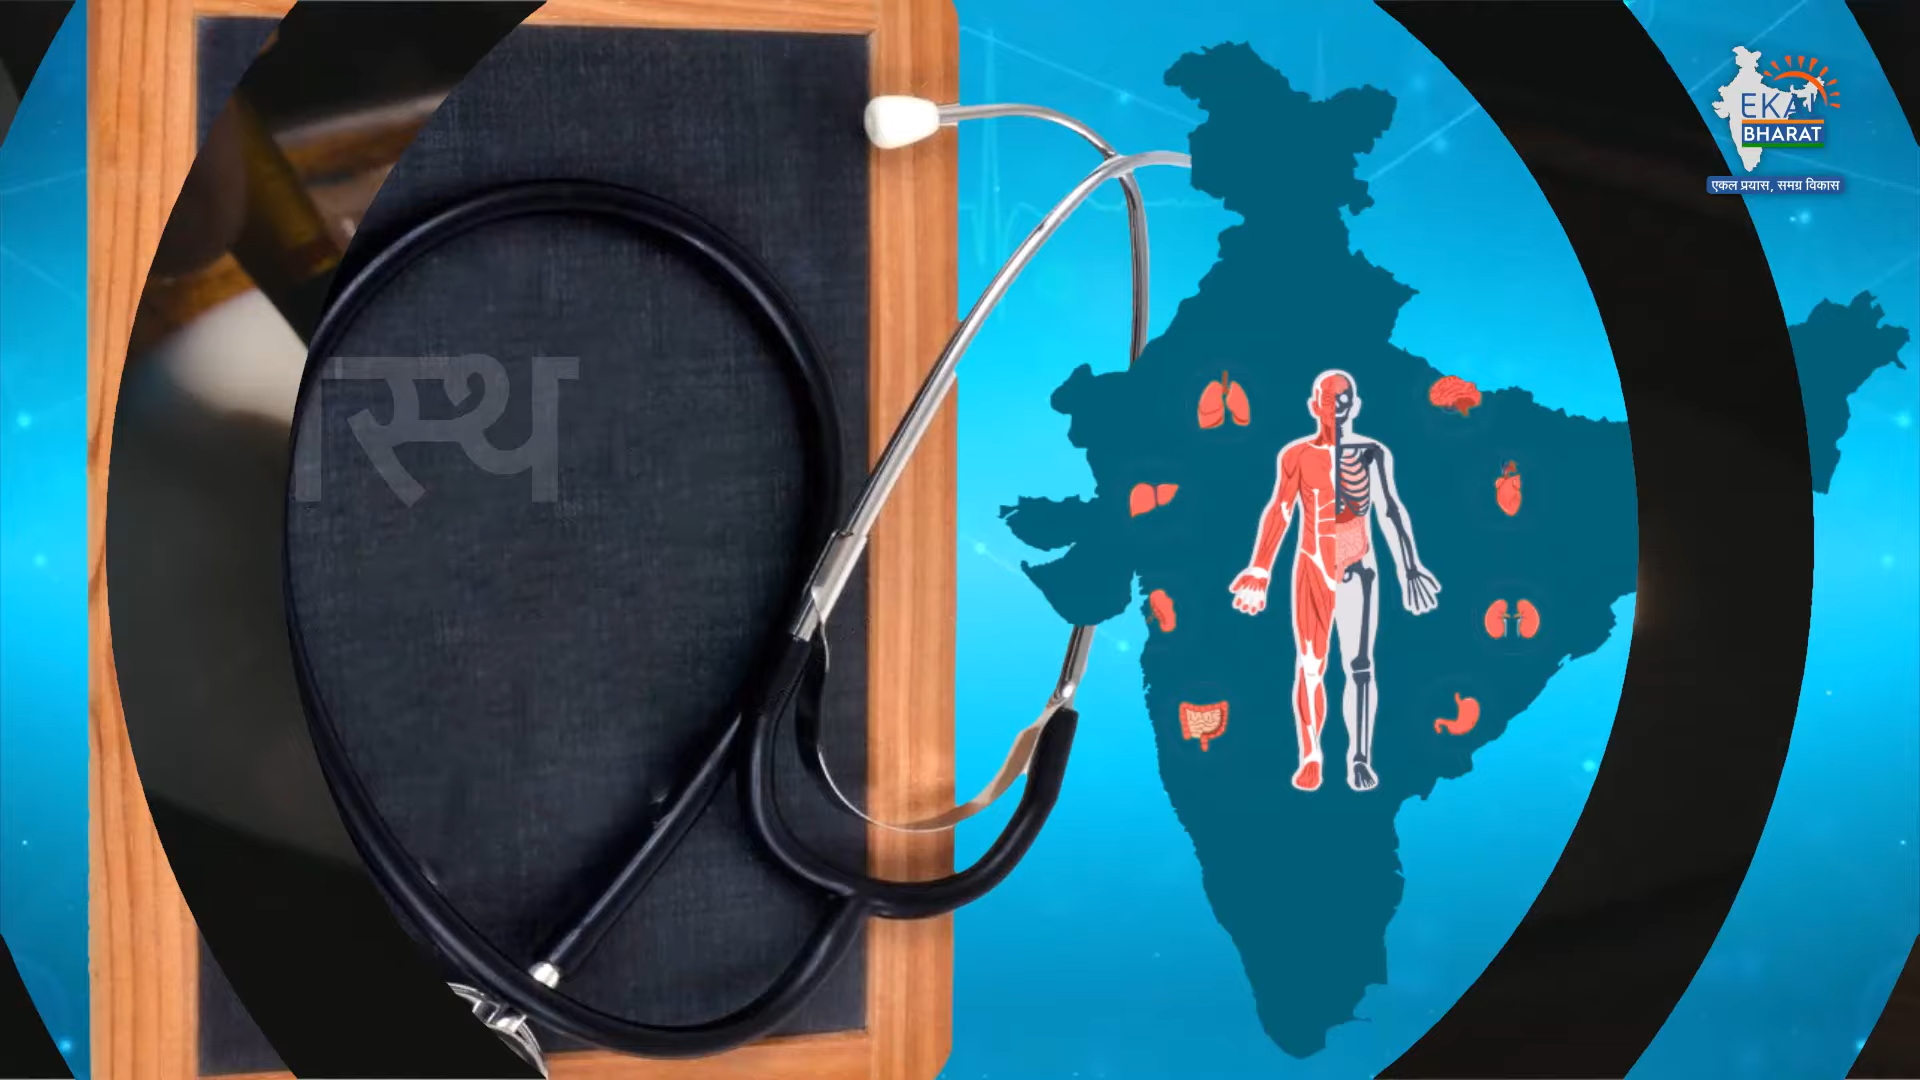 स्थ
EKAL
BHARAT
एकल प्रयास, समग्र विकास